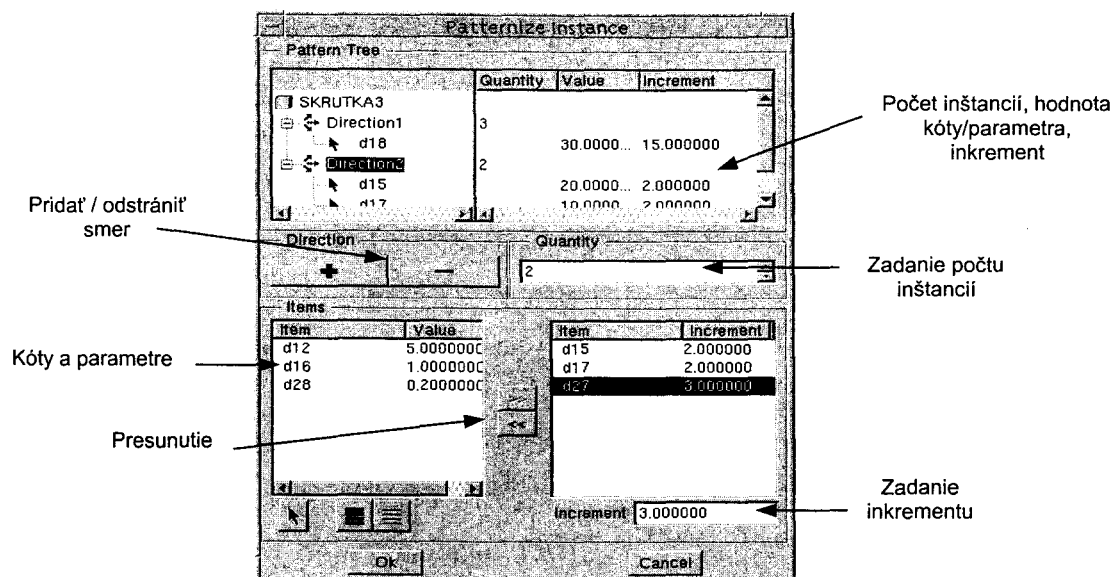 Patternize Instance
Pattern Tree
Quantity Value Increment
SKRUTKA3
Direction1 3
d18 30.0000... 15.000000
Direction2 2
d15 20.0000... 2.000000
d17 10.0000... 2.000000
Počet inštancií, hodnota
kóty/parametra,
inkrement
Pridať / odstrániť
smer
Direction
+ −
Quantity
2
Zadanie počtu
inštancií
Items
Item Value
d12 5.0000000
d16 1.0000000
d28 0.2000000
Kóty a parametre
>>
<<
Presunutie
Item Increment
d15 2.000000
d17 2.000000
d27 3.000000
Increment 3.000000
Zadanie
inkrementu
Ok Cancel